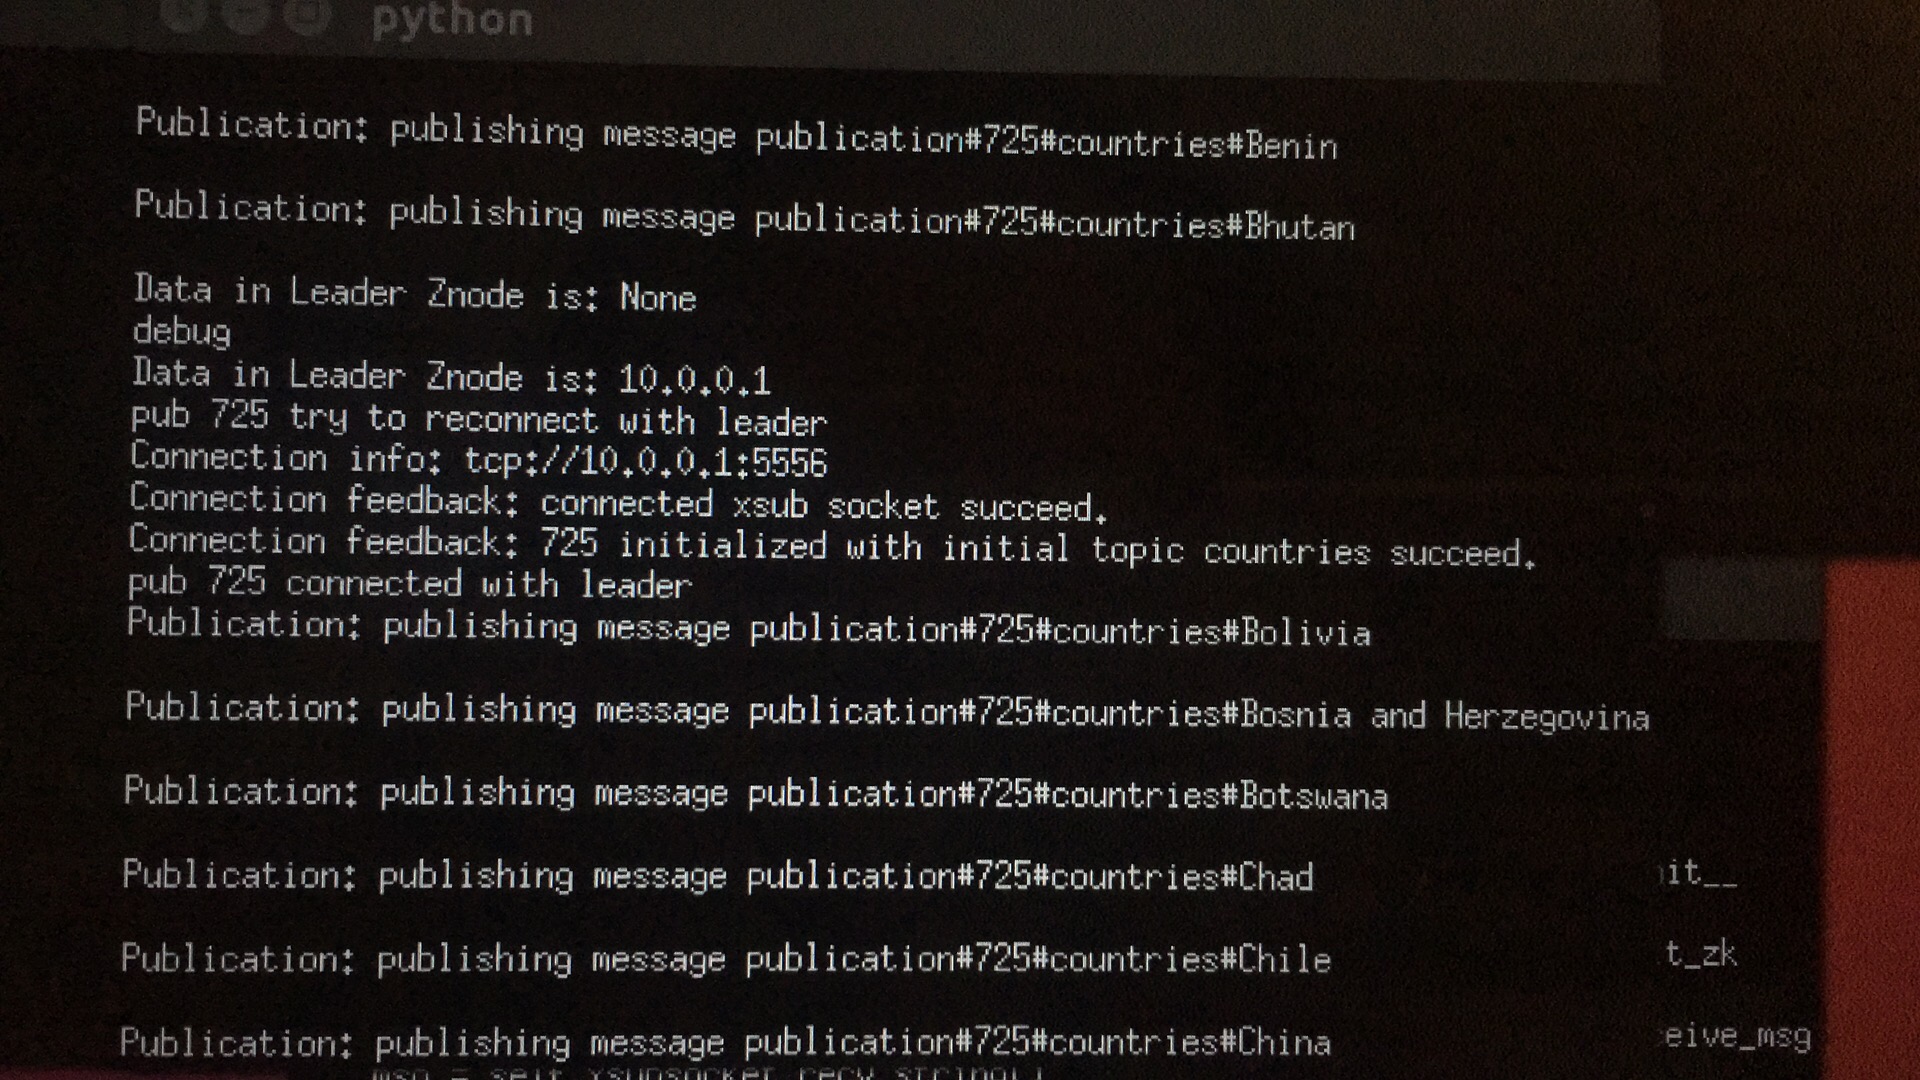 python
Publication: publishing message publication#725#countries#Benin
Publication: publishing message publication#725#countries#Bhutan
Data in Leader Znode is: None
debug
Data in Leader Znode is: 10.0.0.1
pub 725 try to reconnect with leader
Connection info: tcp://10.0.0.1:5556
Connection feedback: connected xsub socket succeed.
Connection feedback: 725 initialized with initial topic countries succeed.
pub 725 connected with leader
Publication: publishing message publication#725#countries#Bolivia
Publication: publishing message publication#725#countries#Bosnia and Herzegovina
Publication: publishing message publication#725#countries#Botswana
Publication: publishing message publication#725#countries#Chad
it__
Publication: publishing message publication#725#countries#Chile
t_zk
Publication: publishing message publication#725#countries#China
eive_msg